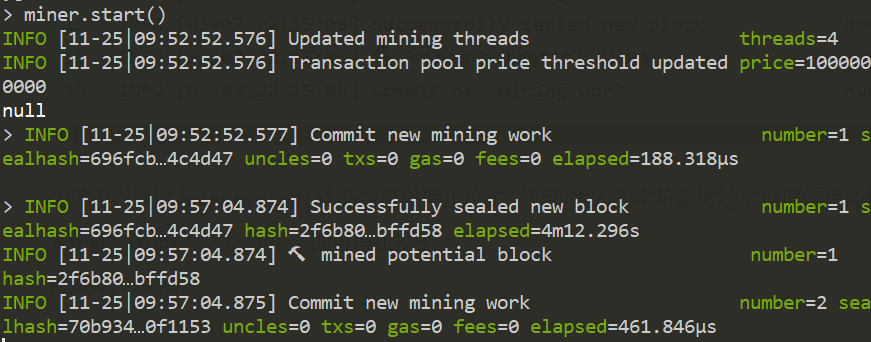 > miner.start()
INFO [11-25|09:52:52.576] Updated mining threads threads=4
INFO [11-25|09:52:52.576] Transaction pool price threshold updated price=100000
0000
null
> INFO [11-25|09:52:52.577] Commit new mining work number=1 s
ealhash=696fcb…4c4d47 uncles=0 txs=0 gas=0 fees=0 elapsed=188.318µs
> INFO [11-25|09:57:04.874] Successfully sealed new block number=1 s
ealhash=696fcb…4c4d47 hash=2f6b80…bffd58 elapsed=4m12.296s
INFO [11-25|09:57:04.874] 🔨 mined potential block number=1
hash=2f6b80…bffd58
INFO [11-25|09:57:04.875] Commit new mining work number=2 sea
lhash=70b934…0f1153 uncles=0 txs=0 gas=0 fees=0 elapsed=461.846µs